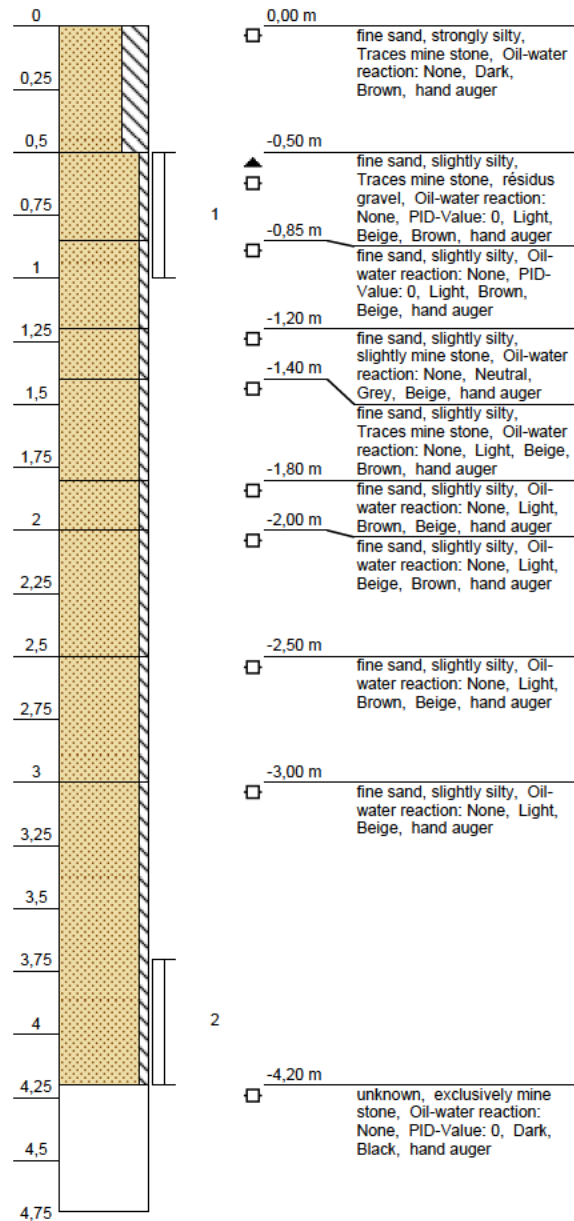 0
0,25
0,5
0,75
1
1,25
1,5
1,75
2
2,25
2,5
2,75
3
3,25
3,5
3,75
4
4,25
4,5
4,75
1
2
0,00 m
fine sand, strongly silty,
Traces mine stone, Oil-water
reaction: None, Dark,
Brown, hand auger
-0,50 m
fine sand, slightly silty,
Traces mine stone, résidus
gravel, Oil-water reaction:
None, PID-Value: 0, Light,
Beige, Brown, hand auger
-0,85 m
fine sand, slightly silty, Oil-
water reaction: None, PID-
Value: 0, Light, Brown,
Beige, hand auger
-1,20 m
fine sand, slightly silty,
slightly mine stone, Oil-water
reaction: None, Neutral,
Grey, Beige, hand auger
-1,40 m
fine sand, slightly silty,
Traces mine stone, Oil-water
reaction: None, Light, Beige,
Brown, hand auger
-1,80 m
fine sand, slightly silty, Oil-
water reaction: None, Light,
Brown, Beige, hand auger
-2,00 m
fine sand, slightly silty, Oil-
water reaction: None, Light,
Beige, Brown, hand auger
-2,50 m
fine sand, slightly silty, Oil-
water reaction: None, Light,
Brown, Beige, hand auger
-3,00 m
fine sand, slightly silty, Oil-
water reaction: None, Light,
Beige, hand auger
-4,20 m
unknown, exclusively mine
stone, Oil-water reaction:
None, PID-Value: 0, Dark,
Black, hand auger